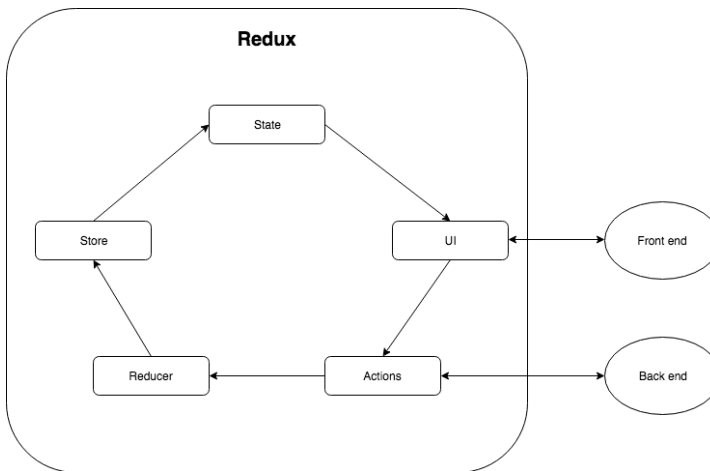 Redux
State
Store
UI
Front end
Reducer
Actions
Back end